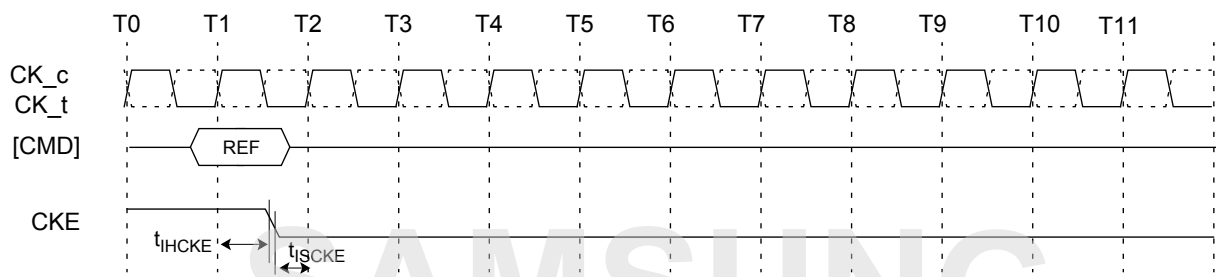 T0 T1 T2 T3 T4 T5 T6 T7 T8 T9 T10 T11
CK_c
CK_t
[CMD] REF
CKE
tIHCKE
tISCKE
SAMSUNG